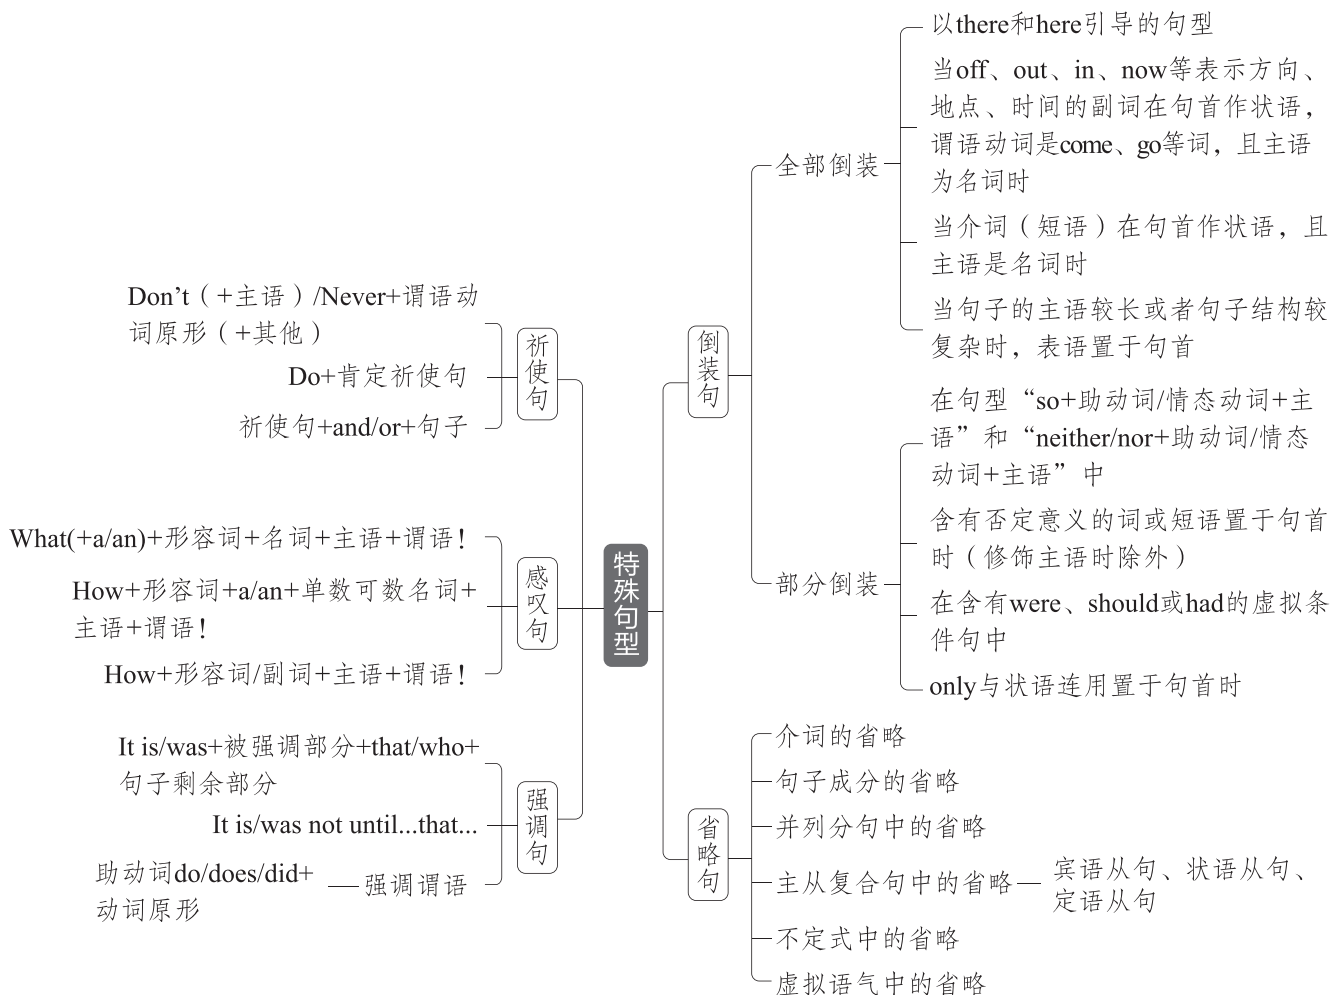 特殊句型
祈使句
Don't（+主语）/Never+谓语动
词原形（+其他）
Do+肯定祈使句
祈使句+and/or+句子
感叹句
What(+a/an)+形容词+名词+主语+谓语！
How+形容词+a/an+单数可数名词+
主语+谓语！
How+形容词/副词+主语+谓语！
强调句
It is/was+被强调部分+that/who+
句子剩余部分
It is/was not until...that...
强调谓语
助动词do/does/did+
动词原形
倒装句
全部倒装
以there和here引导的句型
当off、out、in、now等表示方向、
地点、时间的副词在句首作状语，
谓语动词是come、go等词，且主语
为名词时
当介词（短语）在句首作状语，且
主语是名词时
当句子的主语较长或者句子结构较
复杂时，表语置于句首
部分倒装
在句型“so+助动词/情态动词+主
语”和“neither/nor+助动词/情态
动词+主语”中
含有否定意义的词或短语置于句首
时（修饰主语时除外）
在含有were、should或had的虚拟条
件句中
only与状语连用置于句首时
省略句
介词的省略
句子成分的省略
并列分句中的省略
主从复合句中的省略
宾语从句、状语从句、
定语从句
不定式中的省略
虚拟语气中的省略